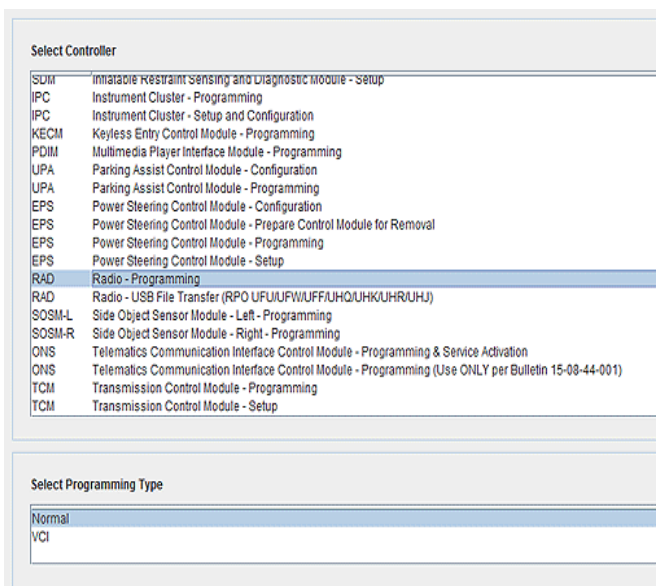 Select Controller
SDM Inflatable Restraint Sensing and Diagnostic Module - Setup
IPC Instrument Cluster - Programming
IPC Instrument Cluster - Setup and Configuration
KECM Keyless Entry Control Module - Programming
PDIM Multimedia Player Interface Module - Programming
UPA Parking Assist Control Module - Configuration
UPA Parking Assist Control Module - Programming
EPS Power Steering Control Module - Configuration
EPS Power Steering Control Module - Prepare Control Module for Removal
EPS Power Steering Control Module - Programming
EPS Power Steering Control Module - Setup
RAD Radio - Programming
RAD Radio - USB File Transfer (RPO UFU/UFW/UFF/UHQ/UHK/UHR/UHJ)
SOSM-L Side Object Sensor Module - Left - Programming
SOSM-R Side Object Sensor Module - Right - Programming
ONS Telematics Communication Interface Control Module - Programming & Service Activation
ONS Telematics Communication Interface Control Module - Programming (Use ONLY per Bulletin 15-08-44-001)
TCM Transmission Control Module - Programming
TCM Transmission Control Module - Setup
Select Programming Type
Normal
VCI